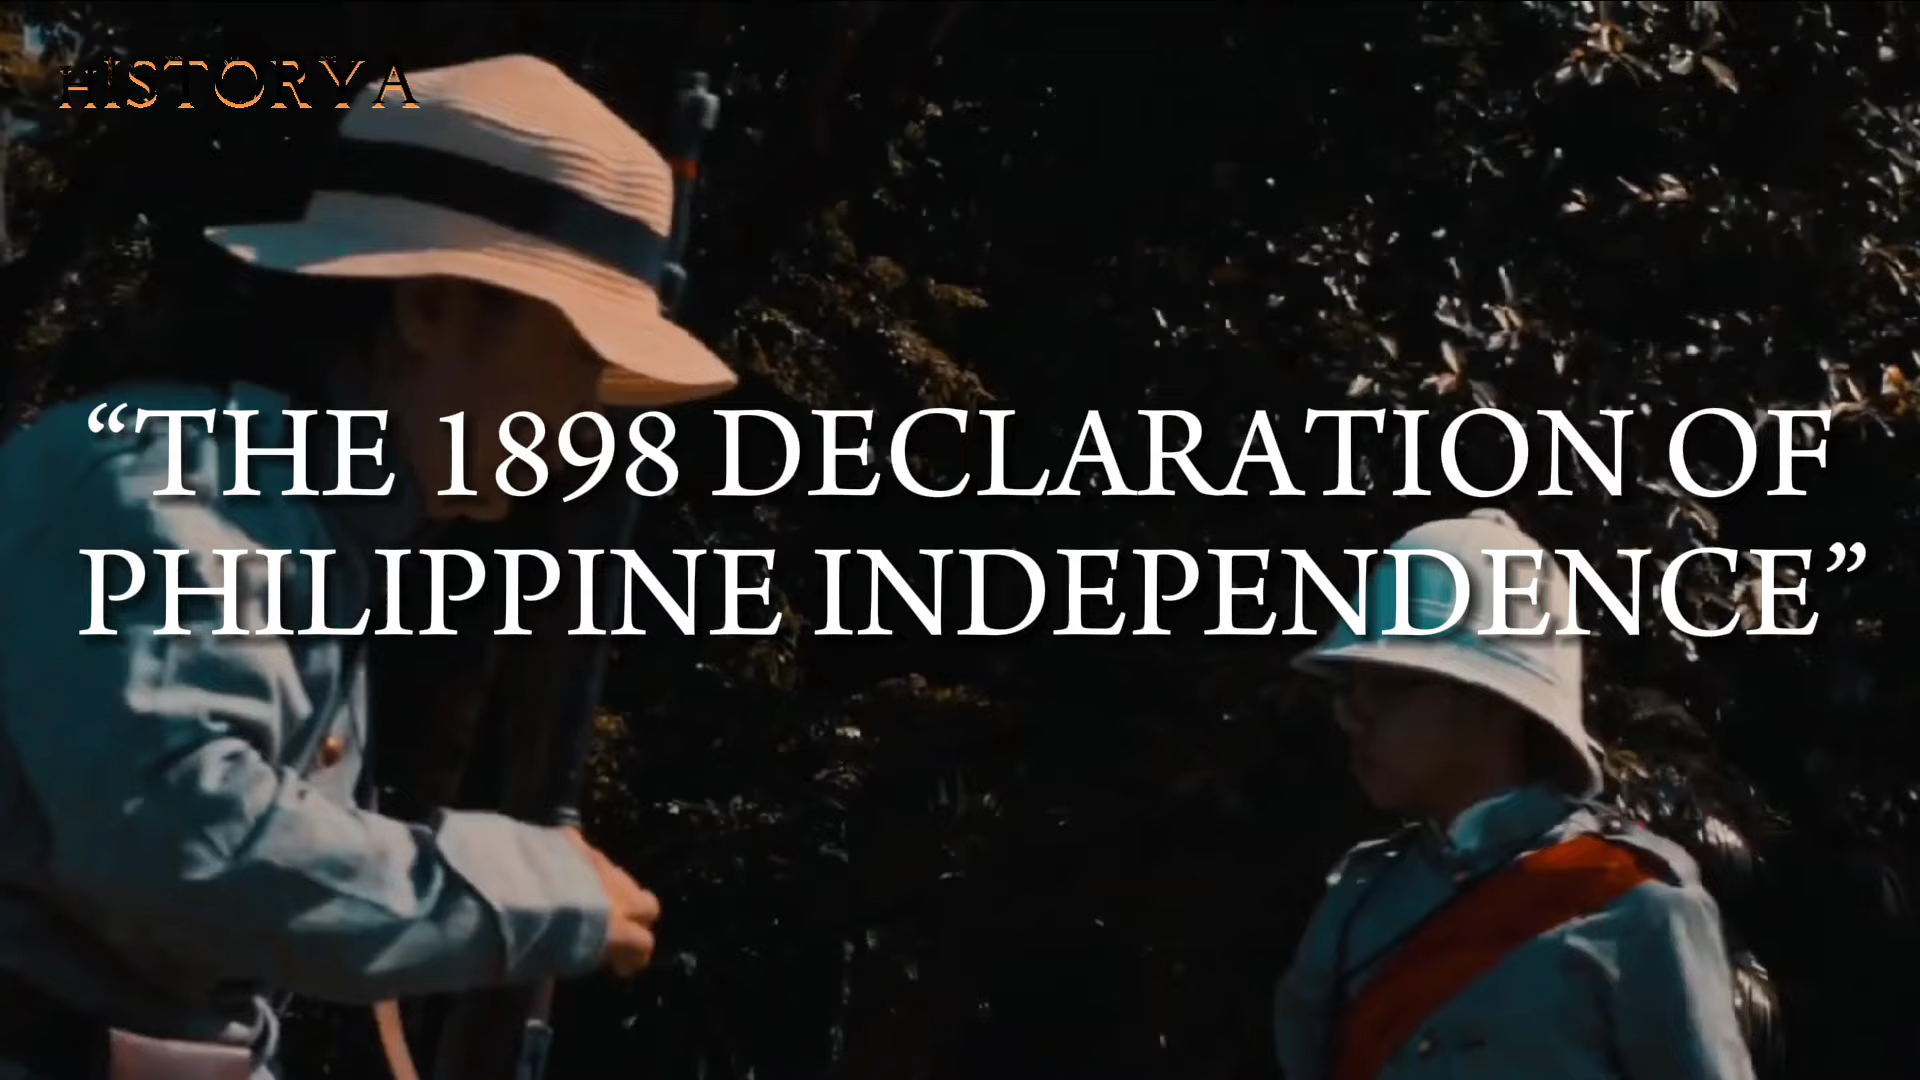 HISTORYA
“THE 1898 DECLARATION OF
PHILIPPINE INDEPENDENCE”